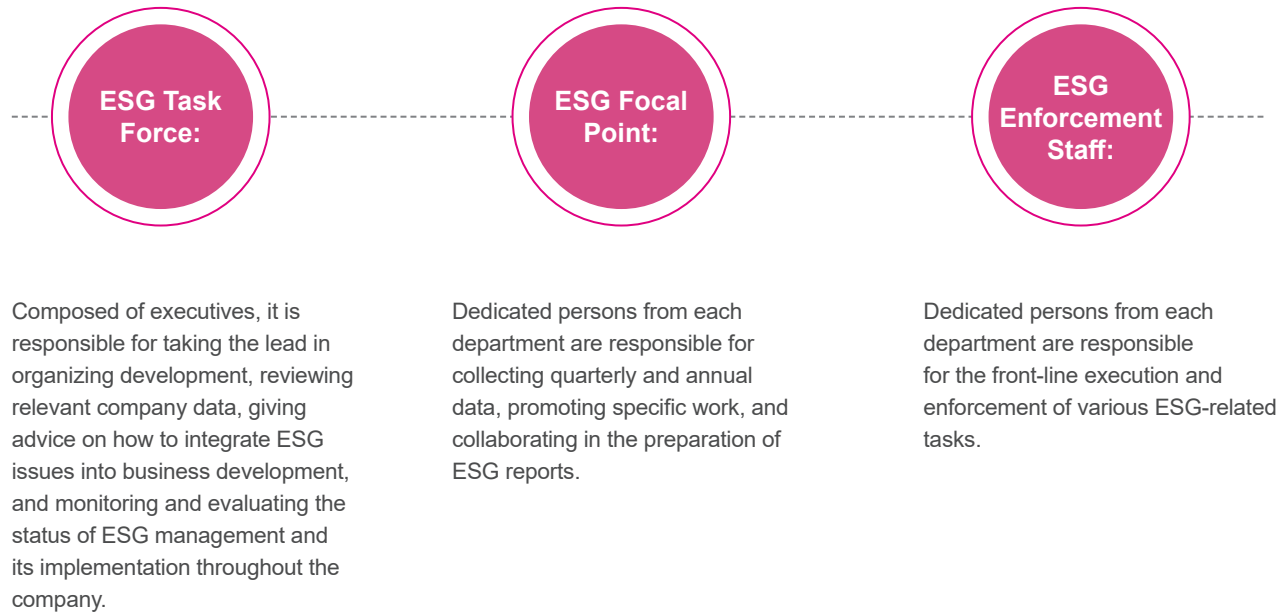 ESG Task
Force:
ESG Focal
Point:
ESG
Enforcement
Staff:
Composed of executives, it is
responsible for taking the lead in
organizing development, reviewing
relevant company data, giving
advice on how to integrate ESG
issues into business development,
and monitoring and evaluating the
status of ESG management and
its implementation throughout the
company.
Dedicated persons from each
department are responsible for
collecting quarterly and annual
data, promoting specific work, and
collaborating in the preparation of
ESG reports.
Dedicated persons from each
department are responsible
for the front-line execution and
enforcement of various ESG-related
tasks.